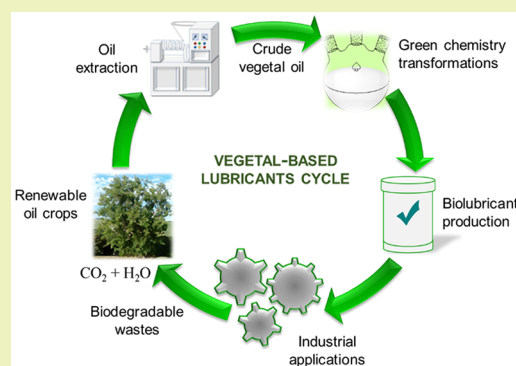 Oil
extraction
Crude
vegetal oil
Green chemistry
transformations
VEGETAL-BASED
LUBRICANTS CYCLE
Renewable
oil crops
Biolubricant
production
CO₂ + H₂O
Biodegradable
wastes
Industrial
applications